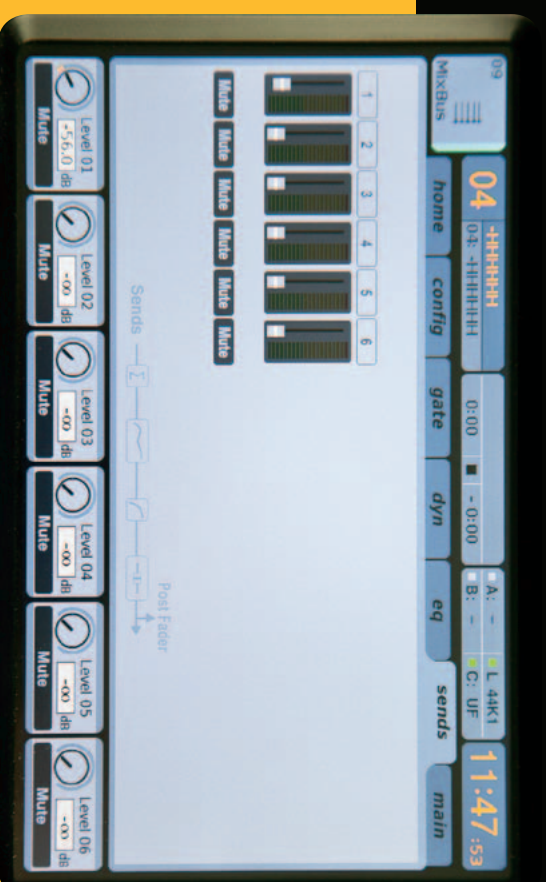 09
MixBus
04
-HHHHHH
04: -HHHHHH
0:00
- 0:00
A: -
L 44K1
B: -
C: UF
11:47 :53
home
config
gate
dyn
eq
sends
main
1 2 3 4 5 6
Mute Mute Mute Mute Mute Mute
Sends
Σ
Post Fader
Level 01
-56.0 dB
Mute
Level 02
-∞ dB
Mute
Level 03
-∞ dB
Mute
Level 04
-∞ dB
Mute
Level 05
-∞ dB
Mute
Level 06
-∞ dB
Mute